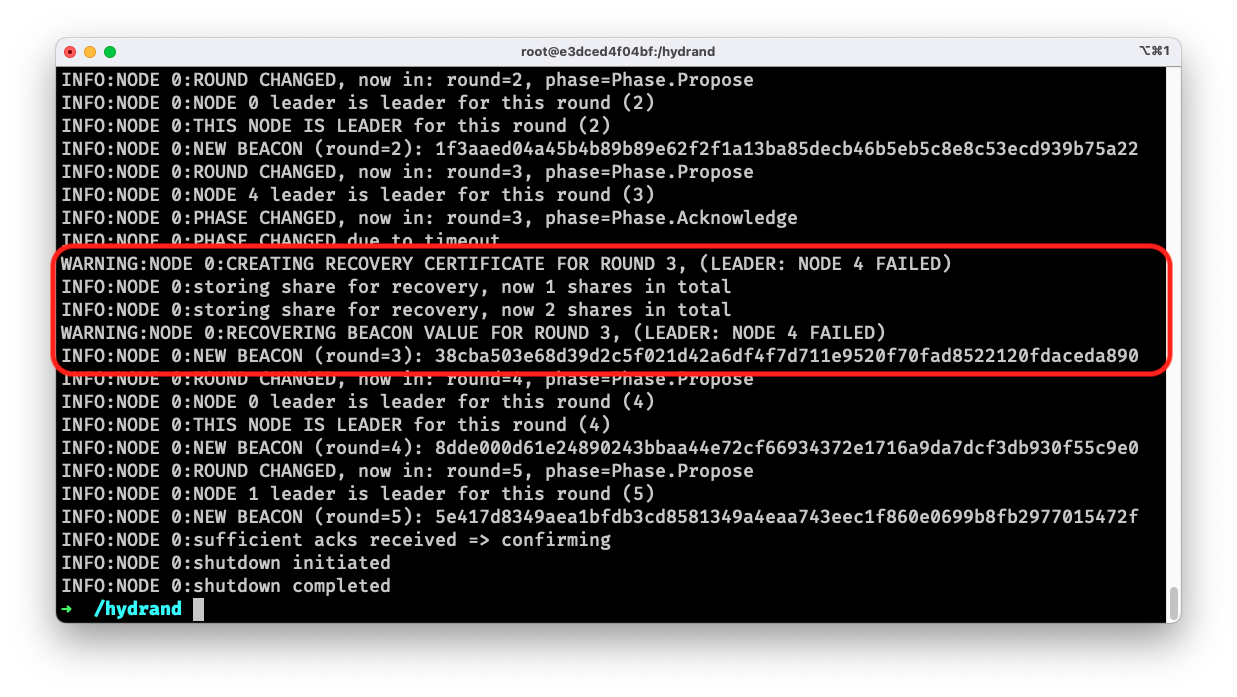 root@e3dced4f04bf:/hydrand
⌥⌘1
INFO:NODE 0:ROUND CHANGED, now in: round=2, phase=Phase.Propose
INFO:NODE 0:NODE 0 leader is leader for this round (2)
INFO:NODE 0:THIS NODE IS LEADER for this round (2)
INFO:NODE 0:NEW BEACON (round=2): 1f3aaed04a45b4b89b89e62f2f1a13ba85decb46b5eb5c8e8c53ecd939b75a22
INFO:NODE 0:ROUND CHANGED, now in: round=3, phase=Phase.Propose
INFO:NODE 0:NODE 4 leader is leader for this round (3)
INFO:NODE 0:PHASE CHANGED, now in: round=3, phase=Phase.Acknowledge
INFO:NODE 0:PHASE CHANGED due to timeout
WARNING:NODE 0:CREATING RECOVERY CERTIFICATE FOR ROUND 3, (LEADER: NODE 4 FAILED)
INFO:NODE 0:storing share for recovery, now 1 shares in total
INFO:NODE 0:storing share for recovery, now 2 shares in total
WARNING:NODE 0:RECOVERING BEACON VALUE FOR ROUND 3, (LEADER: NODE 4 FAILED)
INFO:NODE 0:NEW BEACON (round=3): 38cba503e68d39d2c5f021d42a6df4f7d711e9520f70fad8522120fdaceda890
INFO:NODE 0:ROUND CHANGED, now in: round=4, phase=Phase.Propose
INFO:NODE 0:NODE 0 leader is leader for this round (4)
INFO:NODE 0:THIS NODE IS LEADER for this round (4)
INFO:NODE 0:NEW BEACON (round=4): 8dde000d61e24890243bbaa44e72cf66934372e1716a9da7dcf3db930f55c9e0
INFO:NODE 0:ROUND CHANGED, now in: round=5, phase=Phase.Propose
INFO:NODE 0:NODE 1 leader is leader for this round (5)
INFO:NODE 0:NEW BEACON (round=5): 5e417d8349aea1bfdb3cd8581349a4eaa743eec1f860e0699b8fb2977015472f
INFO:NODE 0:sufficient acks received => confirming
INFO:NODE 0:shutdown initiated
INFO:NODE 0:shutdown completed
➜ /hydrand